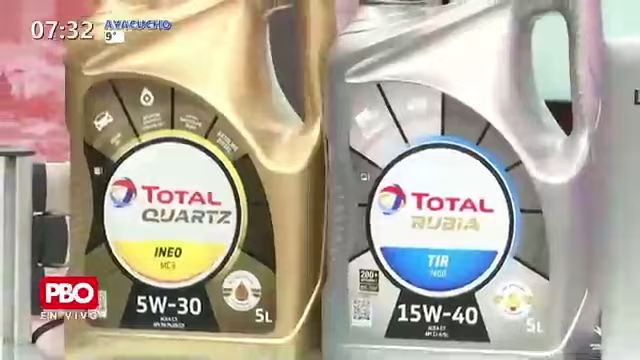 07:32
AYACUCHO
9°
TOTAL
QUARTZ
INEO
MC3
5W-30
5L
TOTAL
RUBIA
TIR
15W-40
5L
PBO
EN VIVO